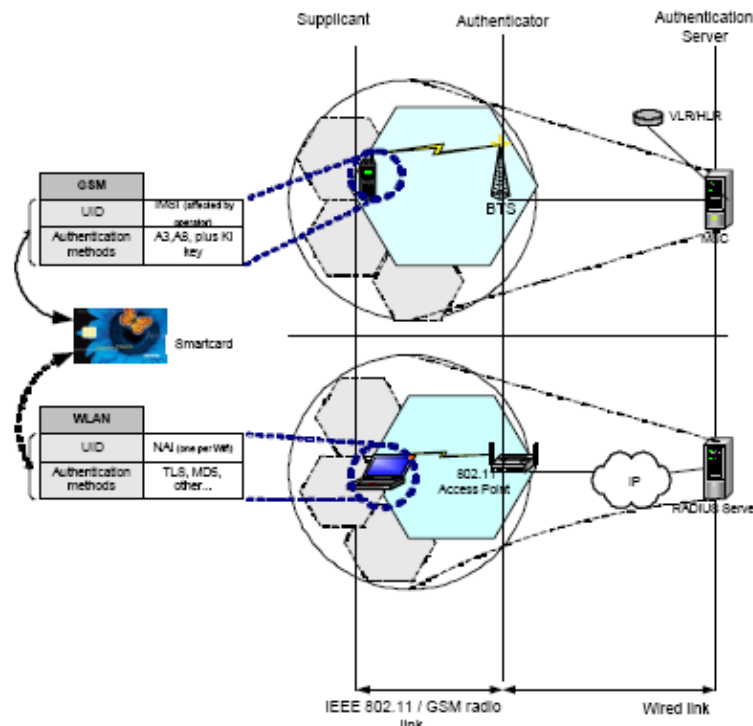 Supplicant
Authenticator
Authentication
Server
VLR/HLR
BTS
MSC
GSM
UID
IMSI (affected by
operator)
Authentication
methods
A3,A8, plus KI
key
Smartcard
WLAN
UID
NAI (one per Wifi)
Authentication
methods
TLS, MD5,
other...
802.11
Access Point
IP
RADIUS Serve
IEEE 802.11 / GSM radio
link
Wired link